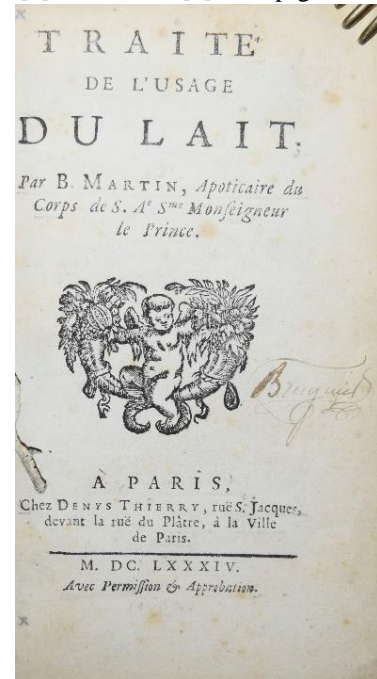 TRAITE
DE L'USAGE
DU LAIT.
Par B. MARTIN, Apoticaire du
Corps de S. Ae Sme Monſeigneur
le Prince.
A PARIS,
Chez DENYS THIERRY, ruë S. Jacques,
devant la ruë du Plâtre, à la Ville
de Paris.
M. DC. LXXXIV.
Avec Permiſſion & Approbation.